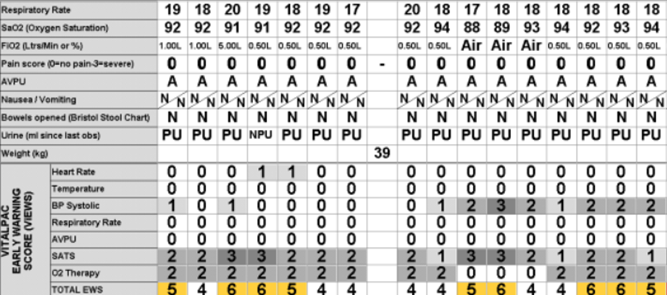 Respiratory Rate 19 18 20 19 18 19 17 20 18 17 18 18 18 18 18 18
SaO2 (Oxygen Saturation) 92 92 91 91 92 92 92 92 94 88 89 93 94 92 93 94
FiO2 (Ltrs/Min or %) 1.00L 1.00L 5.00L 0.50L 0.50L 0.50L 0.50L 0.50L 0.50L Air Air Air 0.50L 0.50L 0.50L 0.50L
Pain score (0=no pain-3=severe) 0 0 0 0 0 0 0 - 0 0 0 0 0 0 0 0 0
AVPU A A A A A A A A A A A A A A A A
Nausea / Vomiting N N N N N N N N N N N N N N N N N N N N N N N N N N N N N N N N
Bowels opened (Bristol Stool Chart) N N N N N N N N N N N N N N N N
Urine (ml since last obs) PU PU PU NPU PU PU PU PU PU PU PU PU PU PU PU PU
Weight (kg) 39
VITALPAC
EARLY WARNING
SCORE (VIEWS)
Heart Rate 0 0 0 1 1 0 0 0 0 0 0 0 0 0 0 0
Temperature 0 0 0 0 0 0 0 0 0 0 0 0 0 0 0 0
BP Systolic 1 0 1 0 0 0 0 0 1 2 3 2 1 2 2 2
Respiratory Rate 0 0 0 0 0 0 0 0 0 0 0 0 0 0 0 0
AVPU 0 0 0 0 0 0 0 0 0 0 0 0 0 0 0 0
SATS 2 2 3 3 2 2 2 2 1 3 3 2 1 2 2 1
O2 Therapy 2 2 2 2 2 2 2 2 2 0 0 0 2 2 2 2
TOTAL EWS 5 4 6 6 5 4 4 4 4 5 6 4 4 6 6 5